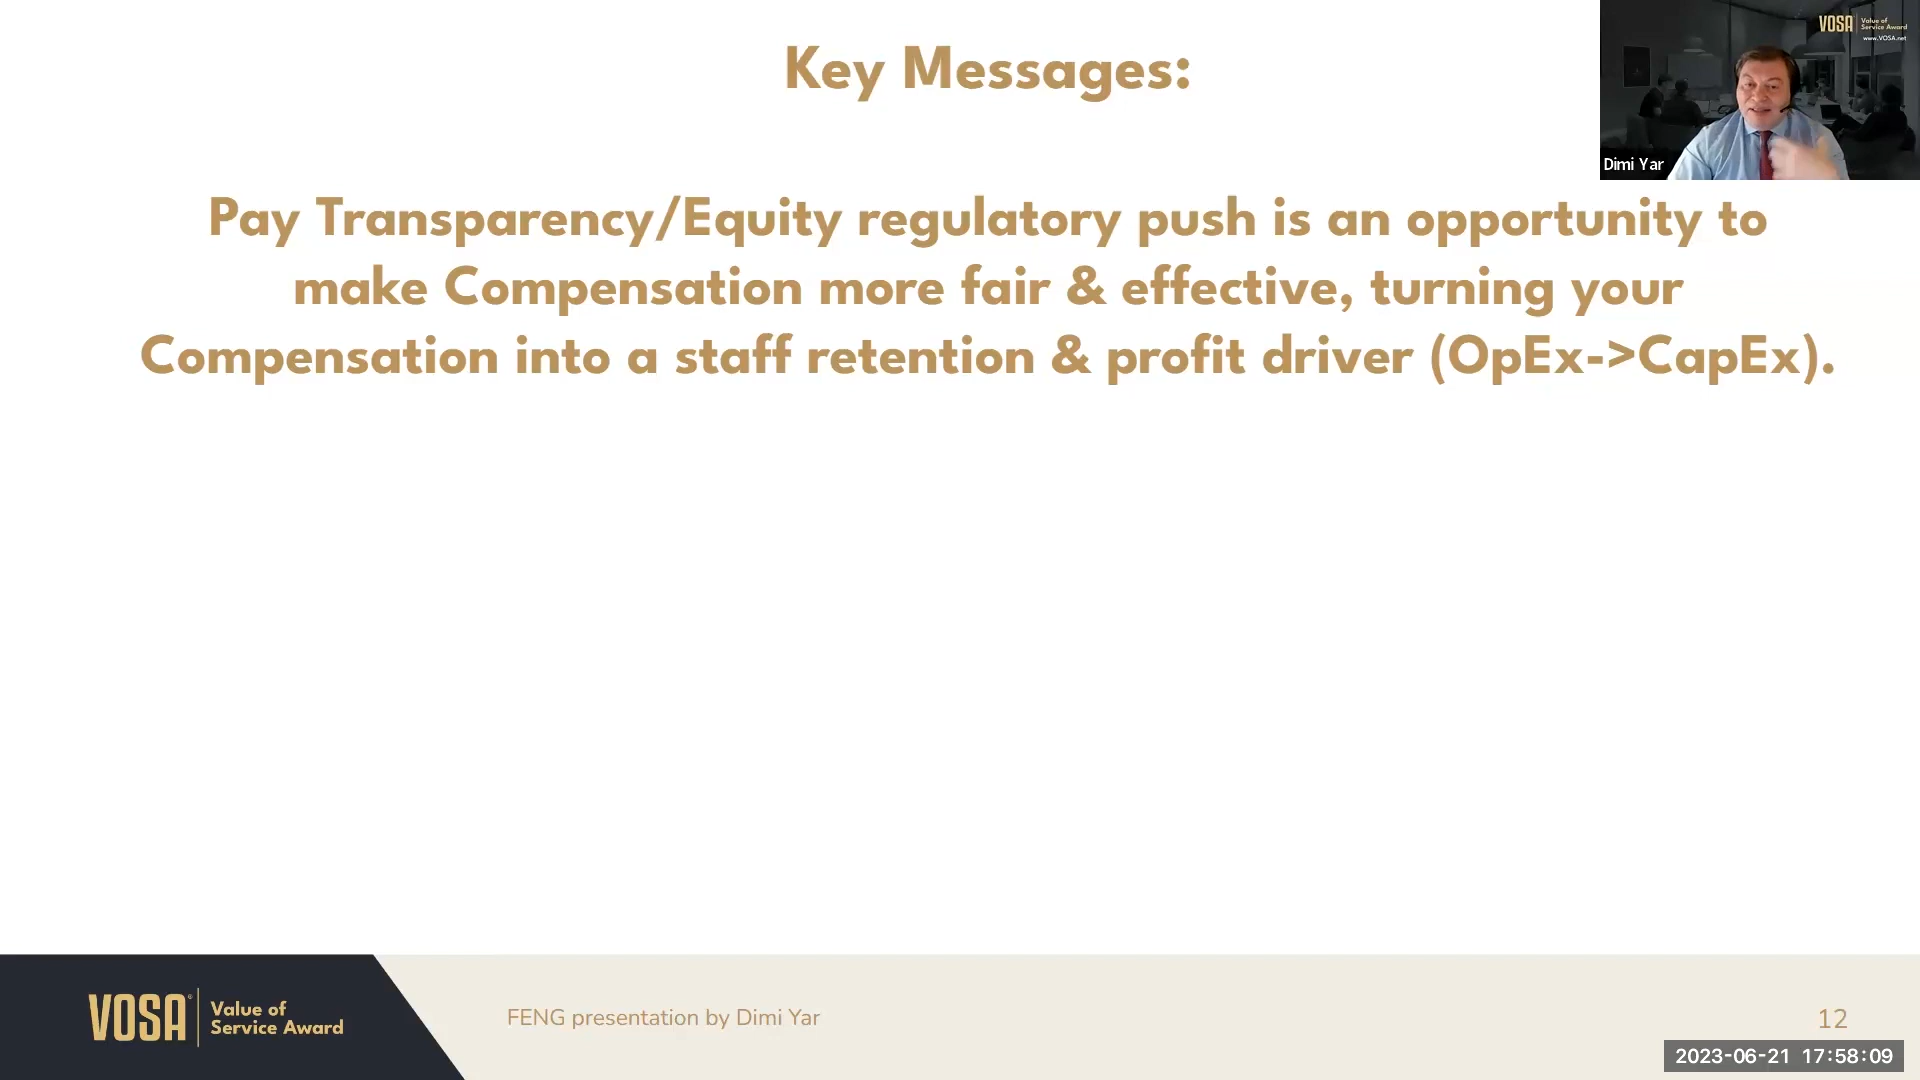 Key Messages:
VOSA Value of
Service Award
www.VOSA.net
Dimi Yar
Pay Transparency/Equity regulatory push is an opportunity to
make Compensation more fair & effective, turning your
Compensation into a staff retention & profit driver (OpEx->CapEx).
VOSA® Value of
Service Award
FENG presentation by Dimi Yar
12
2023-06-21 17:58:09